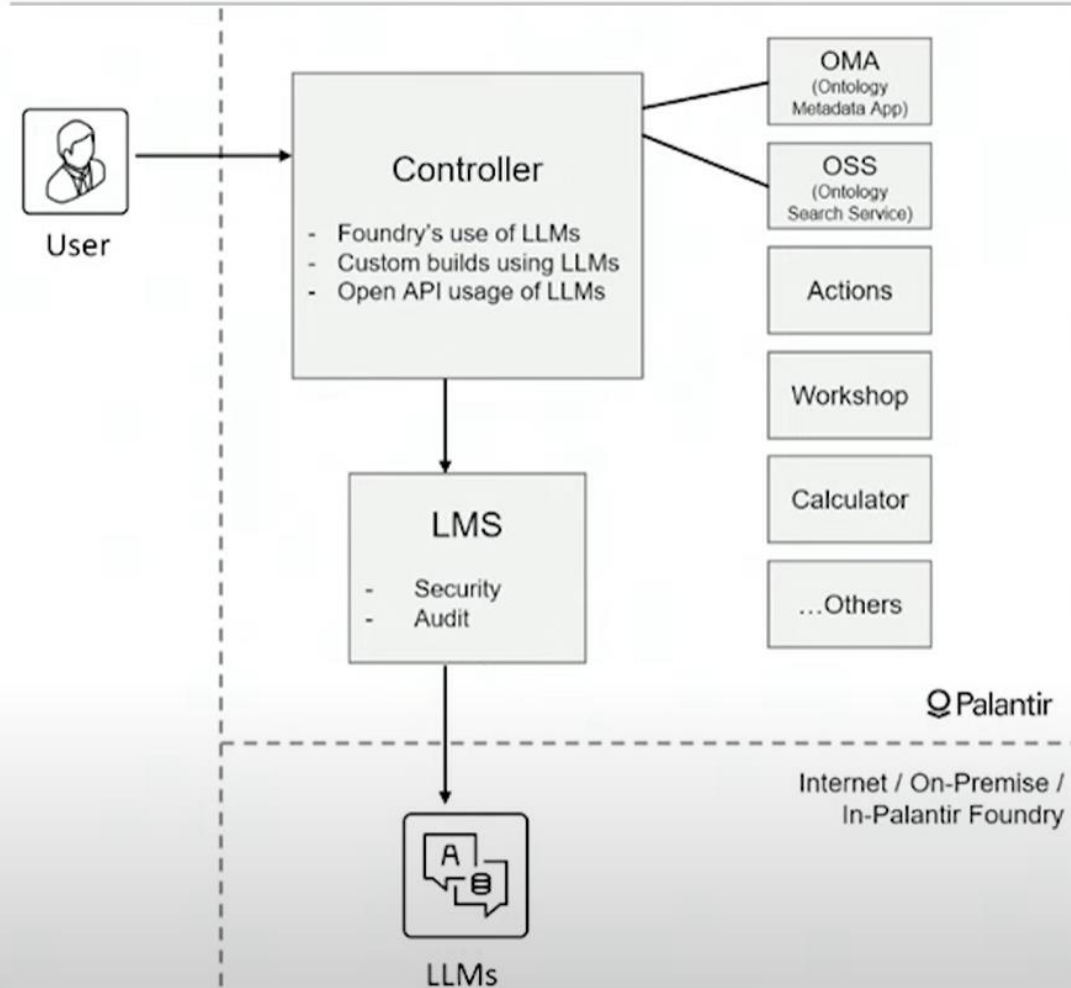 User
Controller
- Foundry's use of LLMs
- Custom builds using LLMs
- Open API usage of LLMs
OMA
(Ontology
Metadata App)
OSS
(Ontology
Search Service)
Actions
Workshop
Calculator
...Others
LMS
- Security
- Audit
Palantir
Internet / On-Premise /
In-Palantir Foundry
A
LLMs